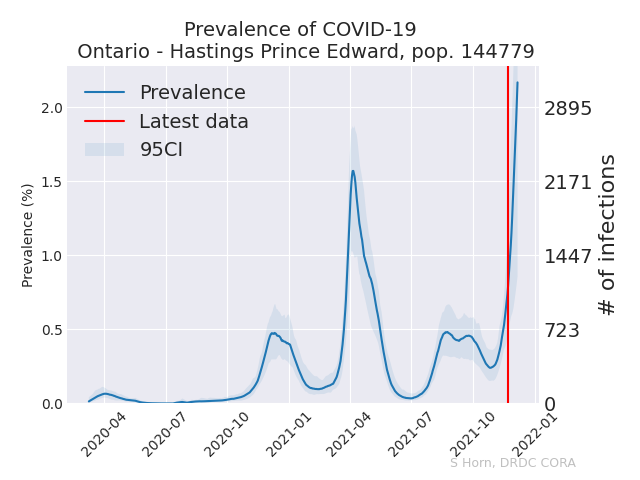 Prevalence of COVID-19
Ontario - Hastings Prince Edward, pop. 144779
Prevalence
Latest data
95CI
Prevalence (%)
2.0
1.5
1.0
0.5
0.0
2895
2171
1447
723
0
# of infections
2020-04
2020-07
2020-10
2021-01
2021-04
2021-07
2021-10
2022-01
S Horn, DRDC CORA